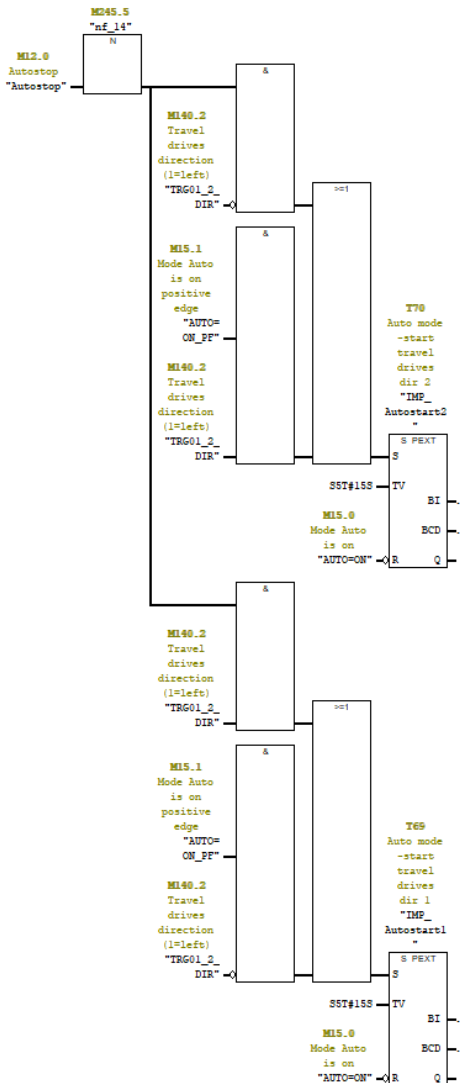 M245.5
"nf_14"
M12.0
Autostop
"Autostop"
N
&
M140.2
Travel
drives
direction
(1=left)
"TRG01_2_
DIR"
>=1
&
M15.1
Mode Auto
is on
positive
edge
"AUTO=
ON_PF"
M140.2
Travel
drives
direction
(1=left)
"TRG01_2_
DIR"
T70
Auto mode
-start
travel
drives
dir 2
"IMP_
Autostart2
"
S PEXT
S
S5T#15S
TV
BI
M15.0
Mode Auto
is on
"AUTO=ON"
BCD
R
Q
&
M140.2
Travel
drives
direction
(1=left)
"TRG01_2_
DIR"
>=1
&
M15.1
Mode Auto
is on
positive
edge
"AUTO=
ON_PF"
M140.2
Travel
drives
direction
(1=left)
"TRG01_2_
DIR"
T69
Auto mode
-start
travel
drives
dir 1
"IMP_
Autostart1
"
S PEXT
S
S5T#15S
TV
BI
M15.0
Mode Auto
is on
"AUTO=ON"
BCD
R
Q